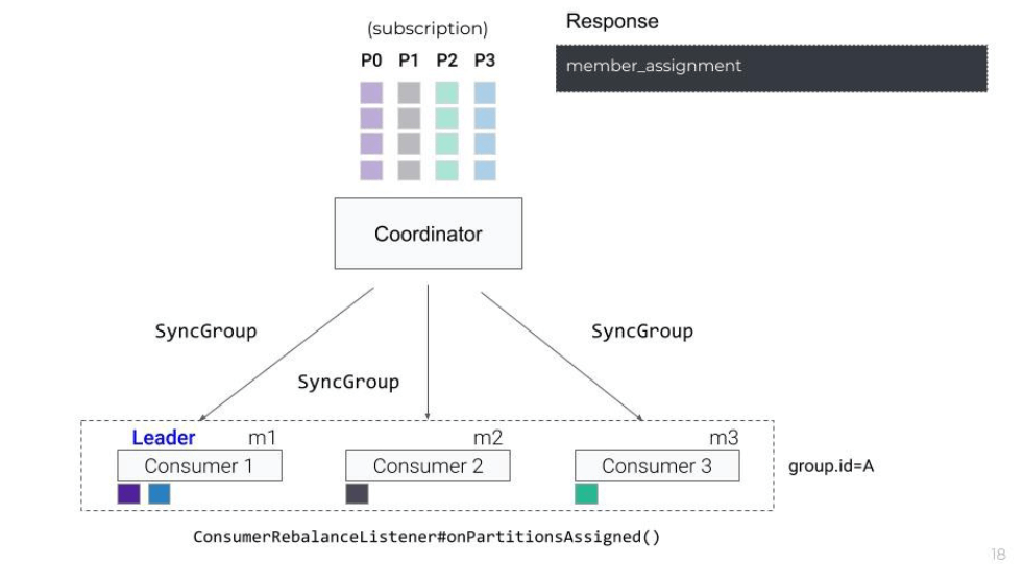 (subscription)
P0 P1 P2 P3
Response
member_assignment
Coordinator
SyncGroup
SyncGroup
SyncGroup
Leader m1
Consumer 1
m2
Consumer 2
m3
Consumer 3
group.id=A
ConsumerRebalanceListener#onPartitionsAssigned()
18